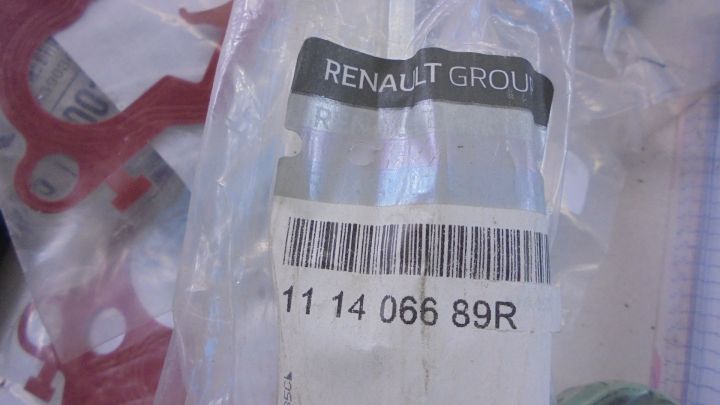 RENAULT GROUP
11 14 066 89R